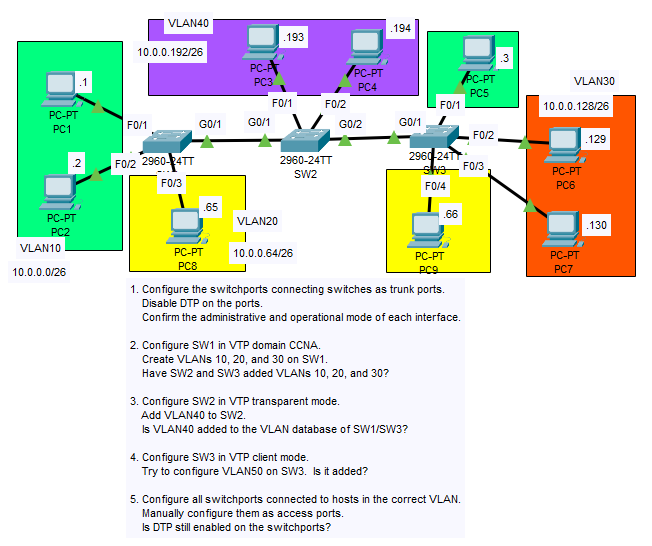 VLAN40
10.0.0.192/26
.193
PC-PT
PC3
.194
PC-PT
PC4
.3
PC-PT
PC5
VLAN30
10.0.0.128/26
.1
PC-PT
PC1
F0/1
F0/2
F0/1
F0/1
G0/1
G0/1
G0/2
G0/1
F0/2
.129
PC-PT
PC6
.2
PC-PT
PC2
F0/2
2960-24TT
F0/3
2960-24TT
SW2
2960-24TT
SW3
F0/3
F0/4
.65
PC-PT
PC8
VLAN20
10.0.0.64/26
.66
PC-PT
PC9
.130
PC-PT
PC7
VLAN10
10.0.0.0/26
1. Configure the switchports connecting switches as trunk ports.
Disable DTP on the ports.
Confirm the administrative and operational mode of each interface.
2. Configure SW1 in VTP domain CCNA.
Create VLANs 10, 20, and 30 on SW1.
Have SW2 and SW3 added VLANs 10, 20, and 30?
3. Configure SW2 in VTP transparent mode.
Add VLAN40 to SW2.
Is VLAN40 added to the VLAN database of SW1/SW3?
4. Configure SW3 in VTP client mode.
Try to configure VLAN50 on SW3. Is it added?
5. Configure all switchports connected to hosts in the correct VLAN.
Manually configure them as access ports.
Is DTP still enabled on the switchports?